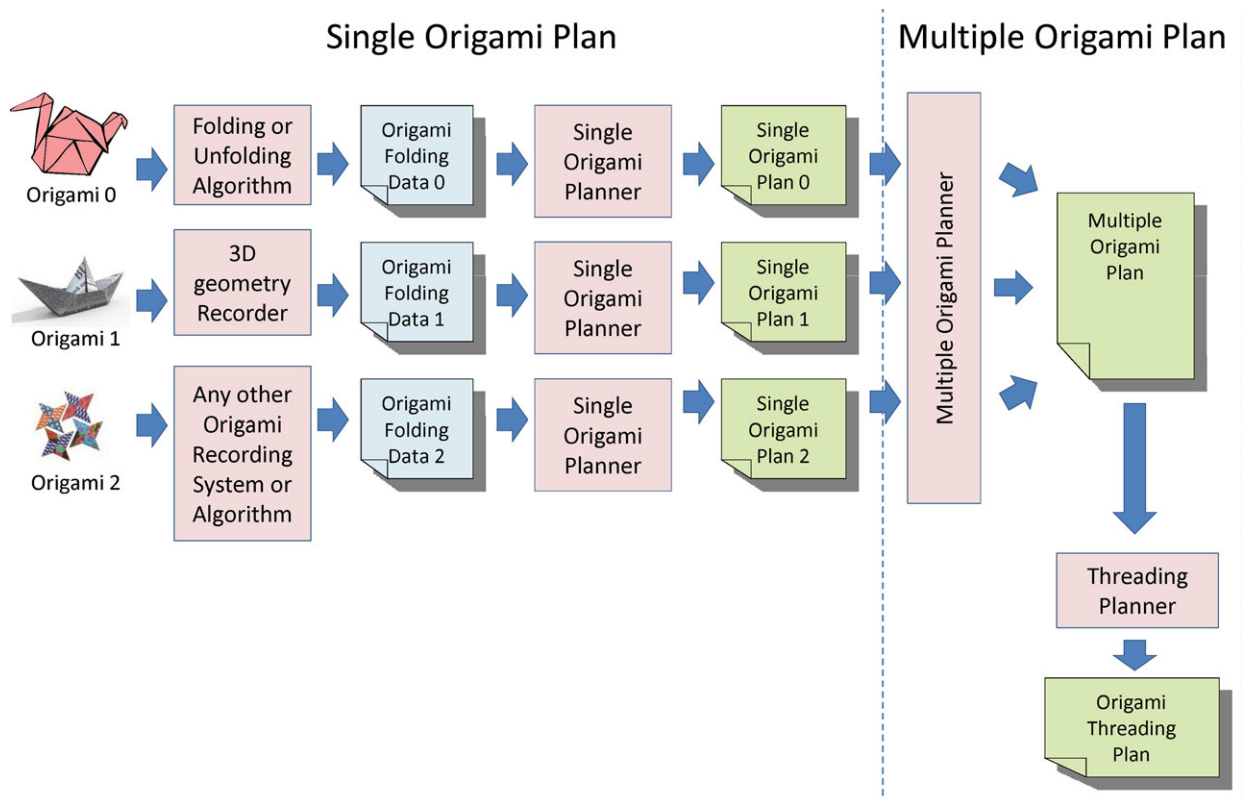 Single Origami Plan
Multiple Origami Plan
Origami 0
Folding or
Unfolding
Algorithm
Origami
Folding
Data 0
Single
Origami
Planner
Single
Origami
Plan 0
Origami 1
3D
geometry
Recorder
Origami
Folding
Data 1
Single
Origami
Planner
Single
Origami
Plan 1
Origami 2
Any other
Origami
Recording
System or
Algorithm
Origami
Folding
Data 2
Single
Origami
Planner
Single
Origami
Plan 2
Multiple Origami Planner
Multiple
Origami
Plan
Threading
Planner
Origami
Threading
Plan